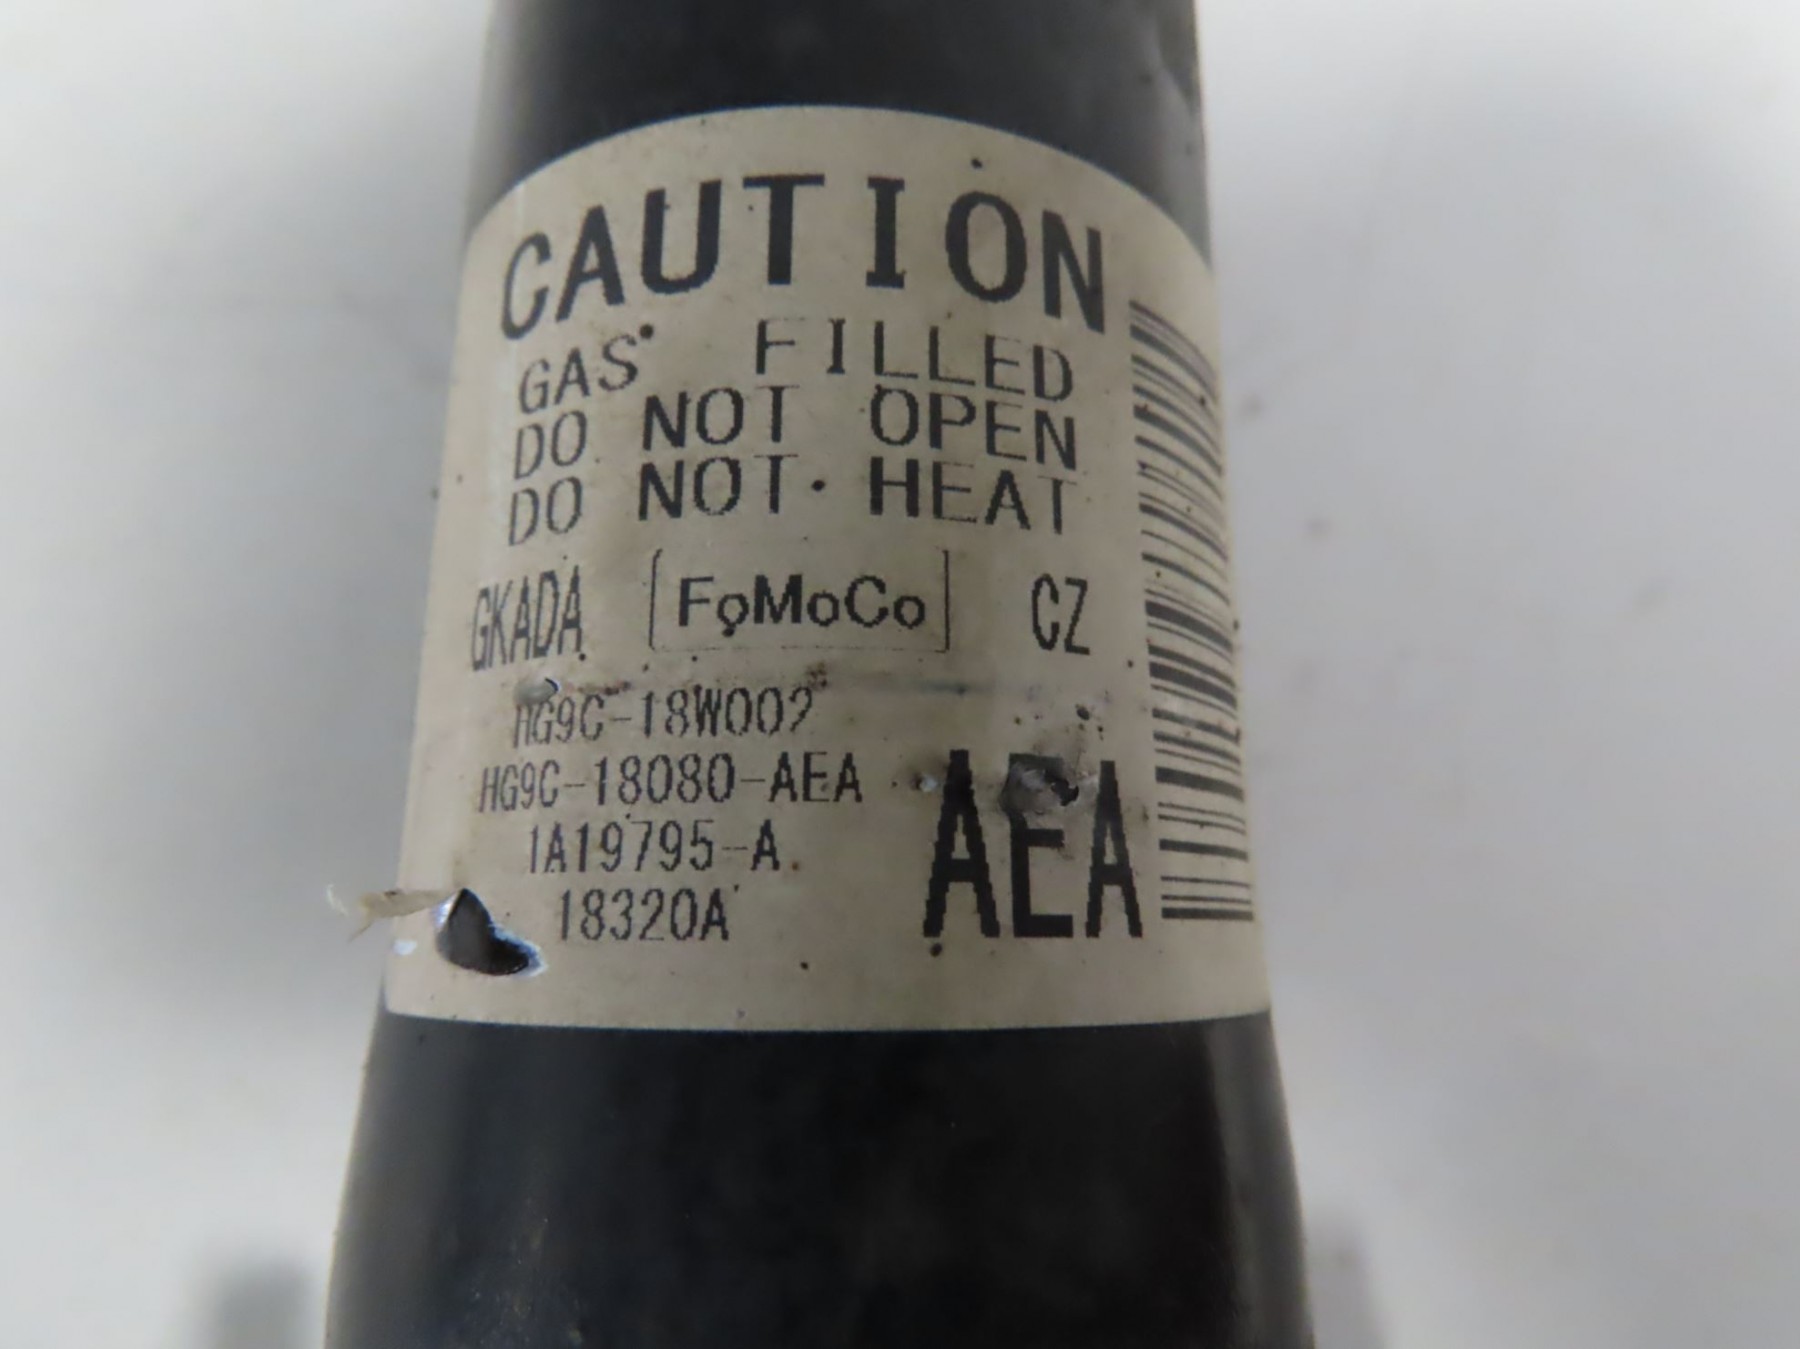 CAUTION
GAS FILLED
DO NOT OPEN
DO NOT HEAT
GKADA FoMoCo CZ
HG9C-18W002
HG9C-18080-AEA
1A19795-A
18320A
AEA